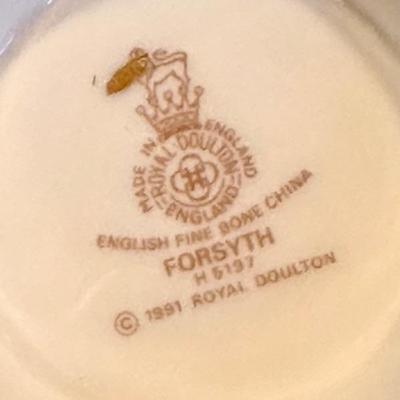 MADE IN ENGLAND
ROYAL DOULTON
ENGLAND
ENGLISH FINE BONE CHINA
FORSYTH
H 5197
© 1991 ROYAL DOULTON